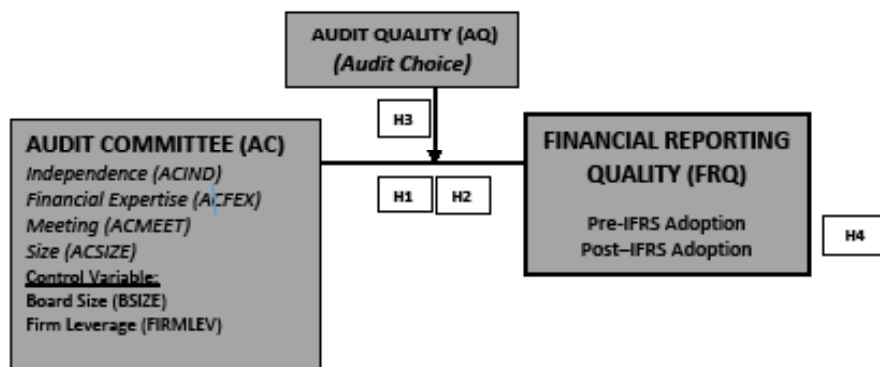 AUDIT QUALITY (AQ)
(Audit Choice)
H3
AUDIT COMMITTEE (AC)
Independence (ACIND)
Financial Expertise (ACFEX)
Meeting (ACMEET)
Size (ACSIZE)
Control Variable:
Board Size (BSIZE)
Firm Leverage (FIRMLEV)
H1
H2
FINANCIAL REPORTING
QUALITY (FRQ)
Pre-IFRS Adoption
Post–IFRS Adoption
H4